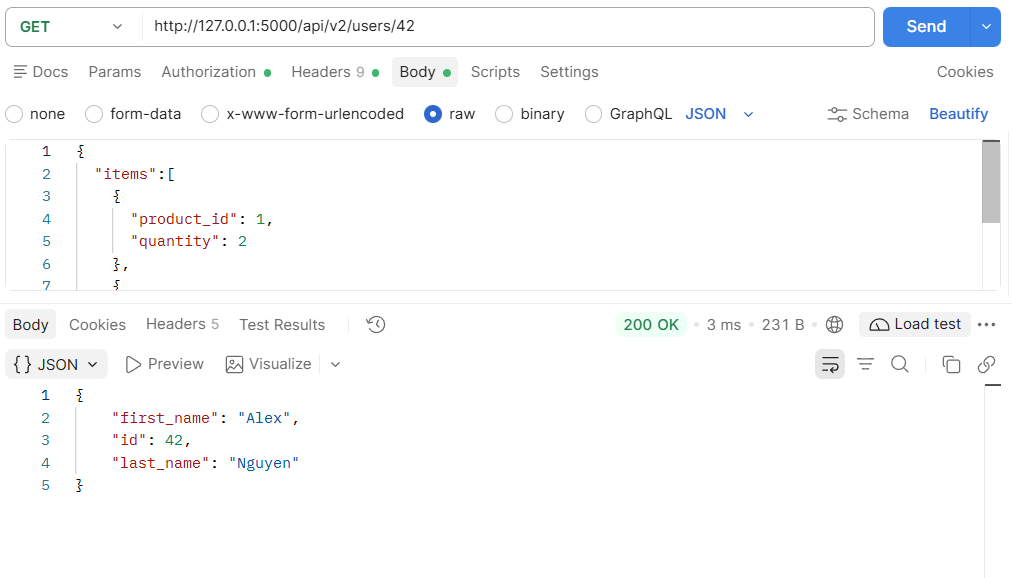 GET http://127.0.0.1:5000/api/v2/users/42 Send
Docs Params Authorization Headers 9 Body Scripts Settings Cookies
none form-data x-www-form-urlencoded raw binary GraphQL JSON Schema Beautify
1 {
2 "items":[
3 {
4 "product_id": 1,
5 "quantity": 2
6 },
7 {
Body Cookies Headers 5 Test Results 200 OK • 3 ms • 231 B • Load test
{} JSON Preview Visualize
1 {
2 "first_name": "Alex",
3 "id": 42,
4 "last_name": "Nguyen"
5 }